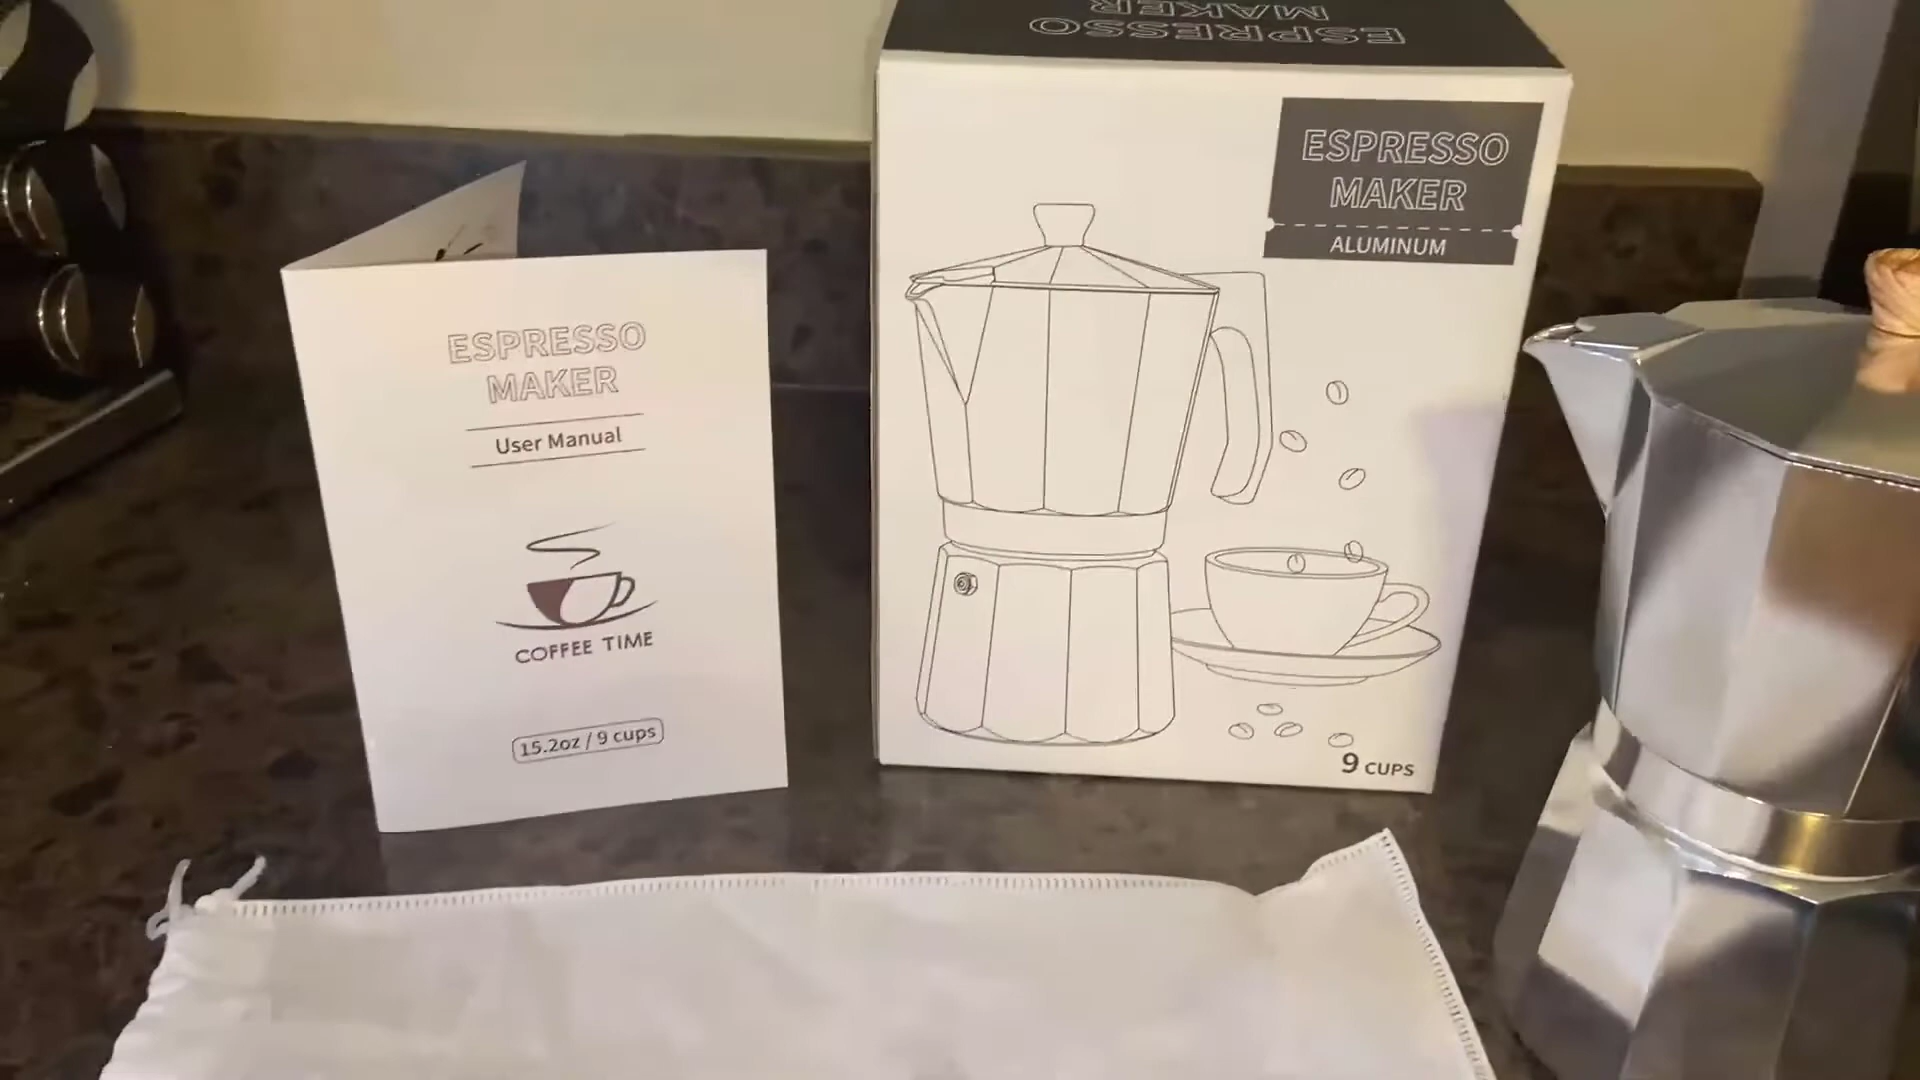 ESPRESSO
MAKER
User Manual
COFFEE TIME
15.2oz / 9 cups
ESPRESSO
MAKER
ESPRESSO
MAKER
ALUMINUM
9 CUPS